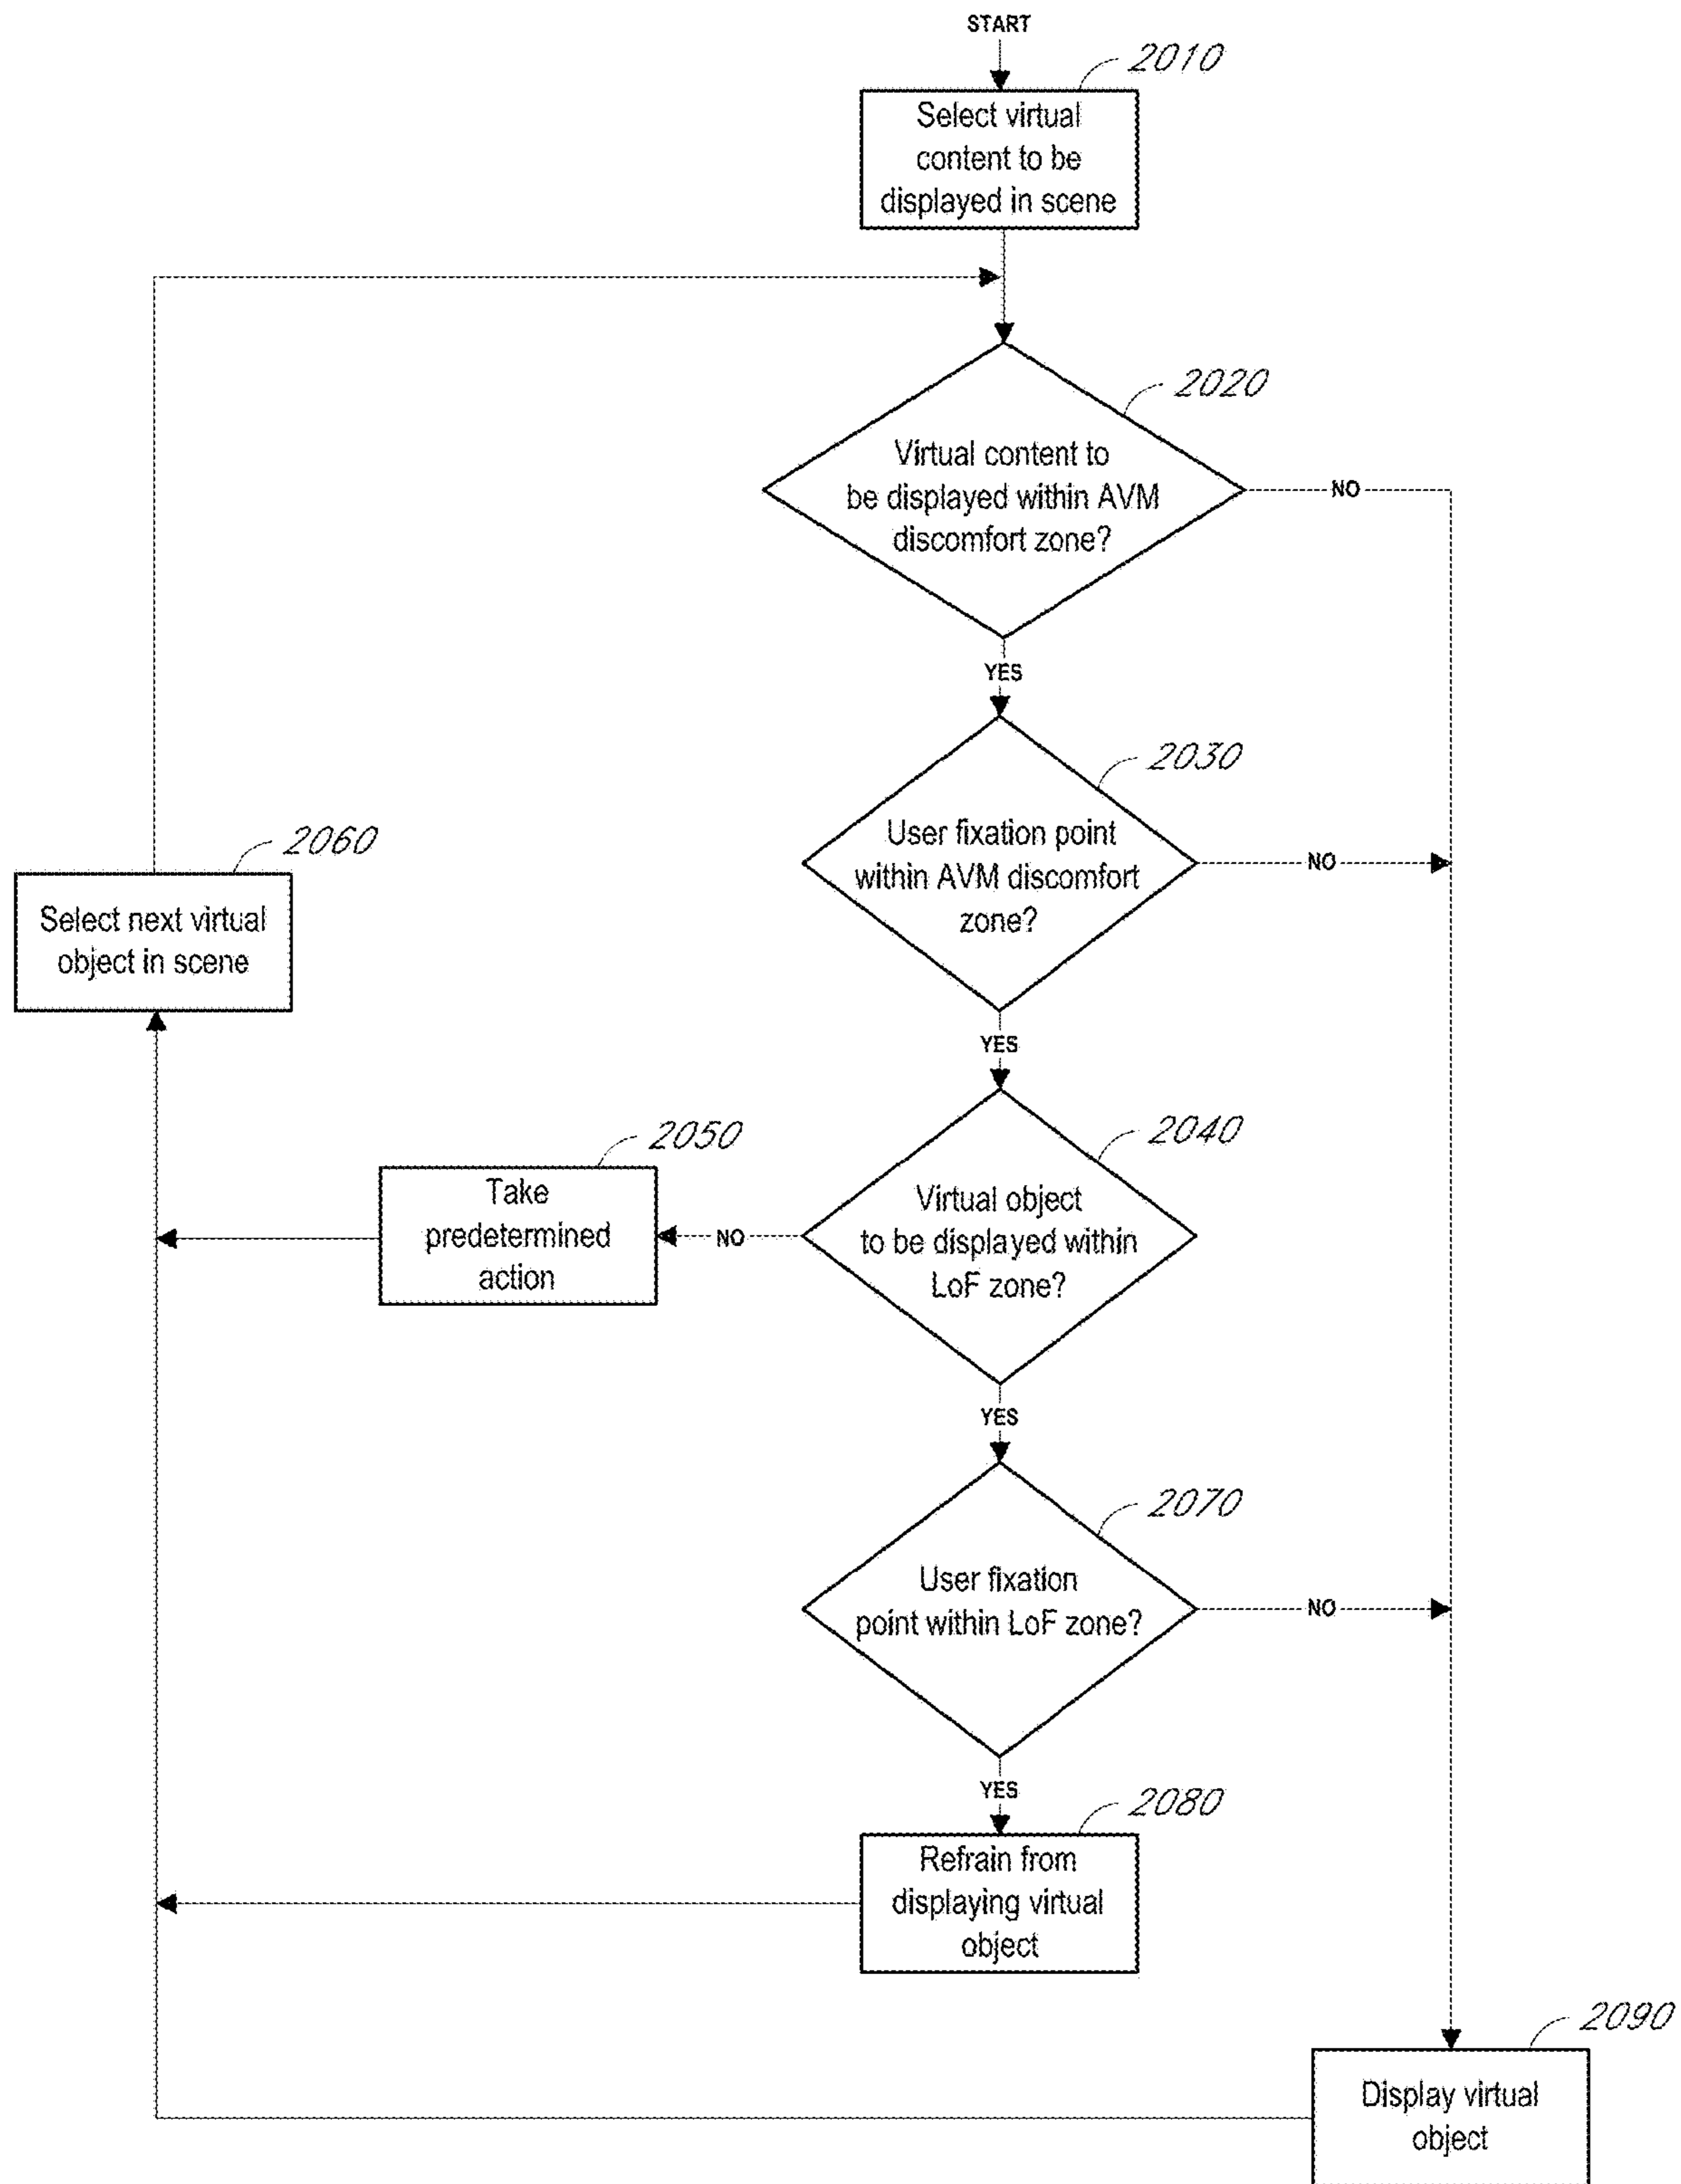 START
2010
Select virtual
content to be
displayed in scene
2020
Virtual content to
be displayed within AVM
discomfort zone?
NO
YES
2030
User fixation point
within AVM discomfort
zone?
NO
2060
Select next virtual
object in scene
YES
2040
Virtual object
to be displayed within
LoF zone?
2050
Take
predetermined
action
NO
YES
2070
User fixation
point within LoF zone?
NO
YES
2080
Refrain from
displaying virtual
object
2090
Display virtual
object